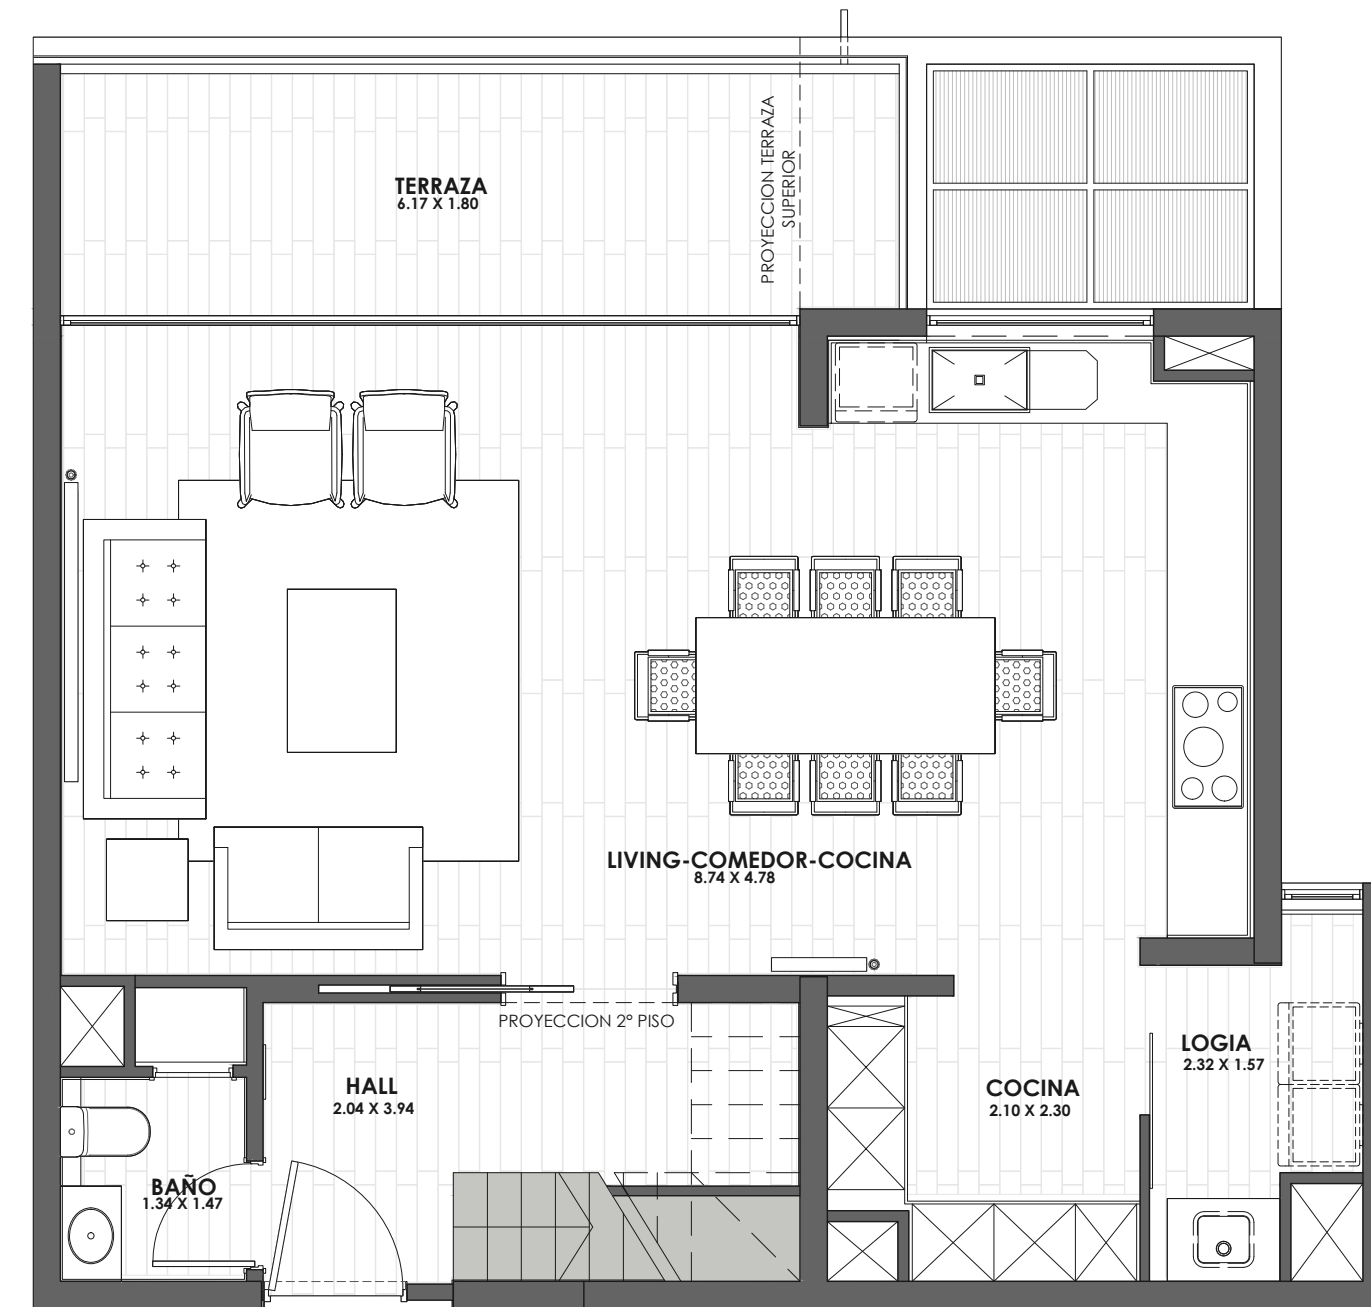 TERRAZA
6.17 X 1.80
PROYECCION TERRAZA
SUPERIOR
LIVING-COMEDOR-COCINA
8.74 X 4.78
PROYECCION 2º PISO
HALL
2.04 X 3.94
BAÑO
1.34 X 1.47
COCINA
2.10 X 2.30
LOGIA
2.32 X 1.57